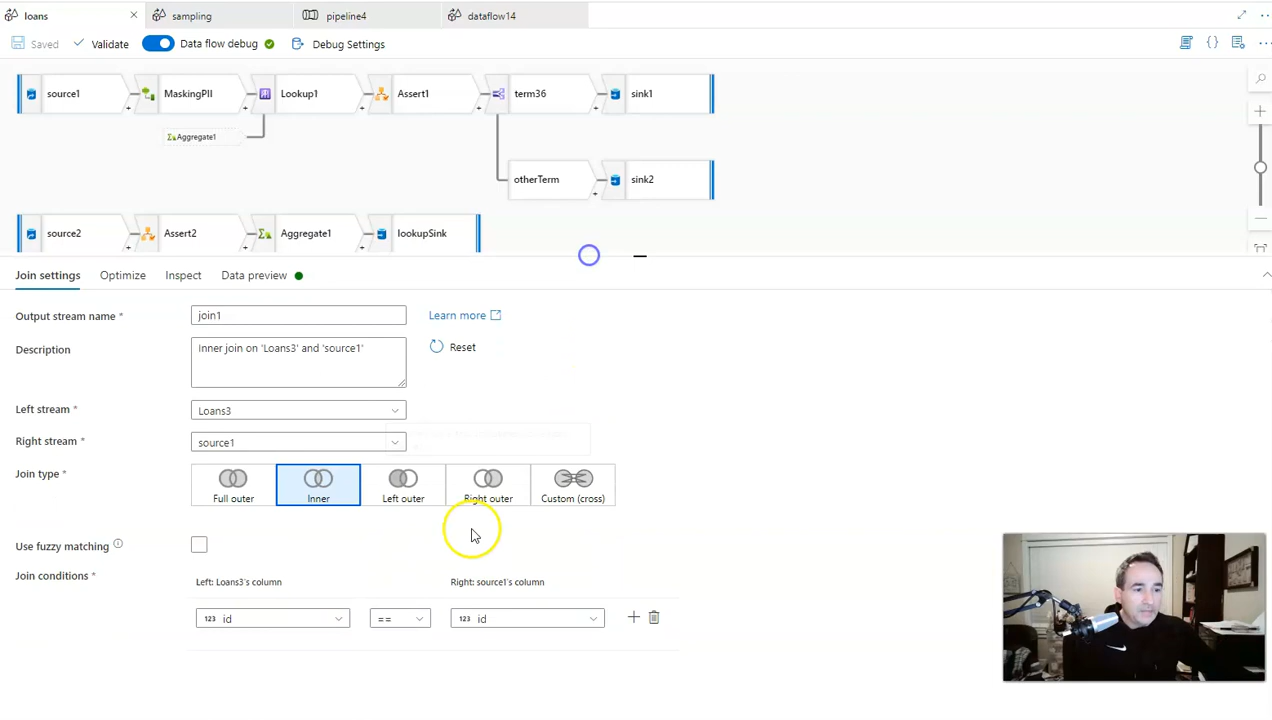 loans
sampling
pipeline4
dataflow14
Saved
Validate
Data flow debug
Debug Settings
source1
MaskingPII
Lookup1
Assert1
term36
sink1
Aggregate1
otherTerm
sink2
source2
Assert2
Aggregate1
lookupSink
Join settings
Optimize
Inspect
Data preview
Output stream name *
join1
Learn more
Description
Inner join on 'Loans3' and 'source1'
Reset
Left stream *
Loans3
Right stream *
source1
Join type *
Full outer
Inner
Left outer
Right outer
Custom (cross)
Use fuzzy matching
Join conditions *
Left: Loans3's column
Right: source1's column
123 id
==
123 id